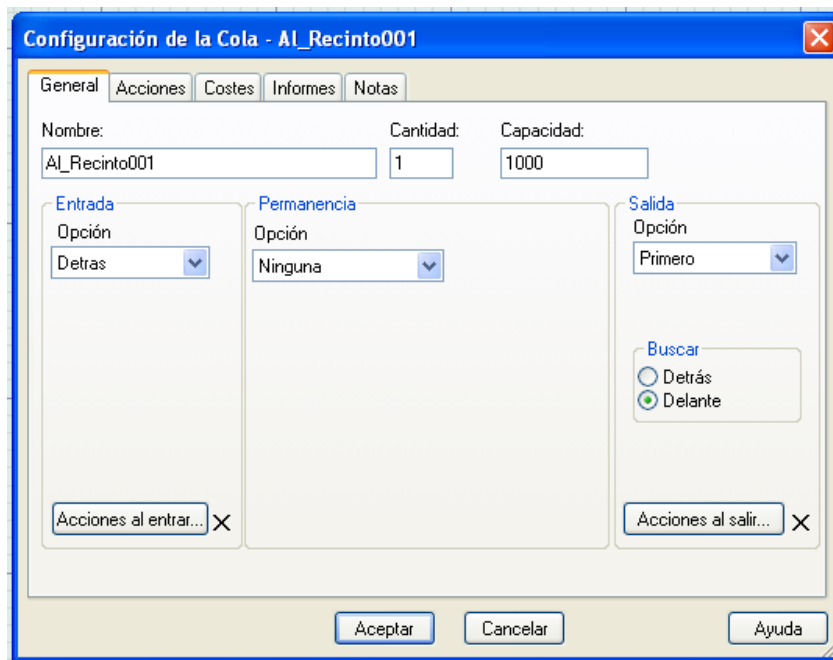 Configuración de la Cola - Al_Recinto001
General Acciones Costes Informes Notas
Nombre: Cantidad: Capacidad:
Al_Recinto001 1 1000
Entrada Permanencia Salida
Opción Opción Opción
Detras Ninguna Primero
Buscar
Detrás
Delante
Acciones al entrar... Acciones al salir...
Aceptar Cancelar Ayuda